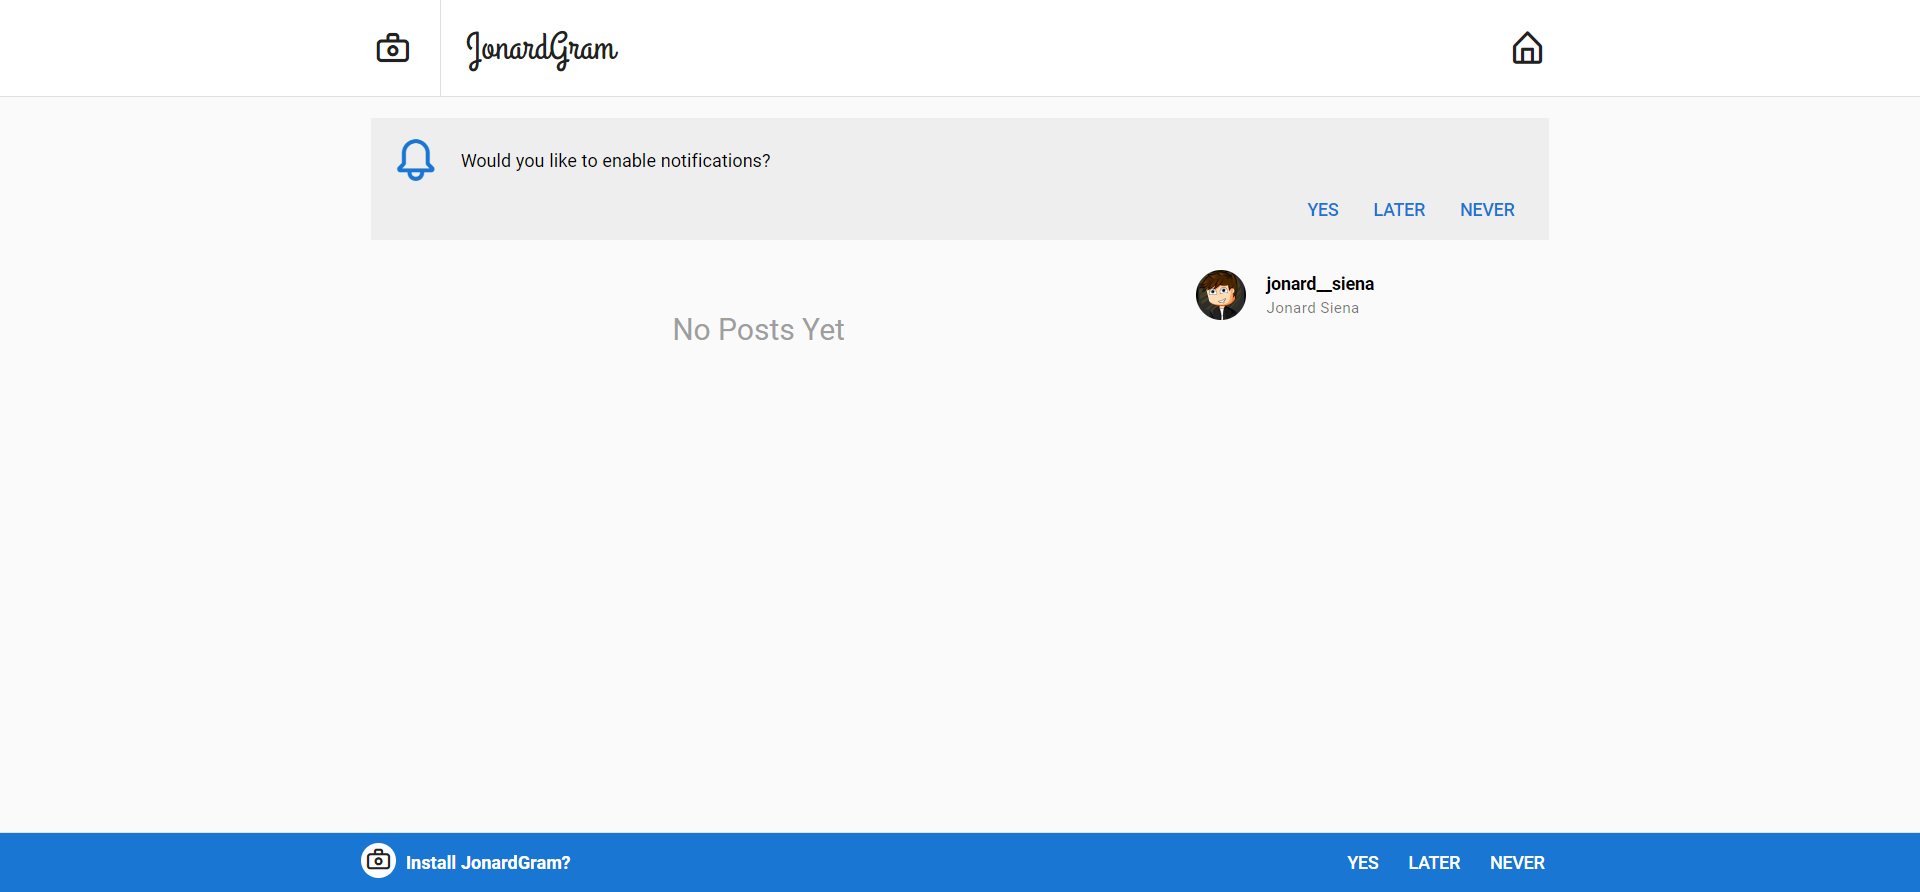 JonardGram
Would you like to enable notifications?
YES LATER NEVER
jonard__siena
Jonard Siena
No Posts Yet
Install JonardGram?
YES LATER NEVER